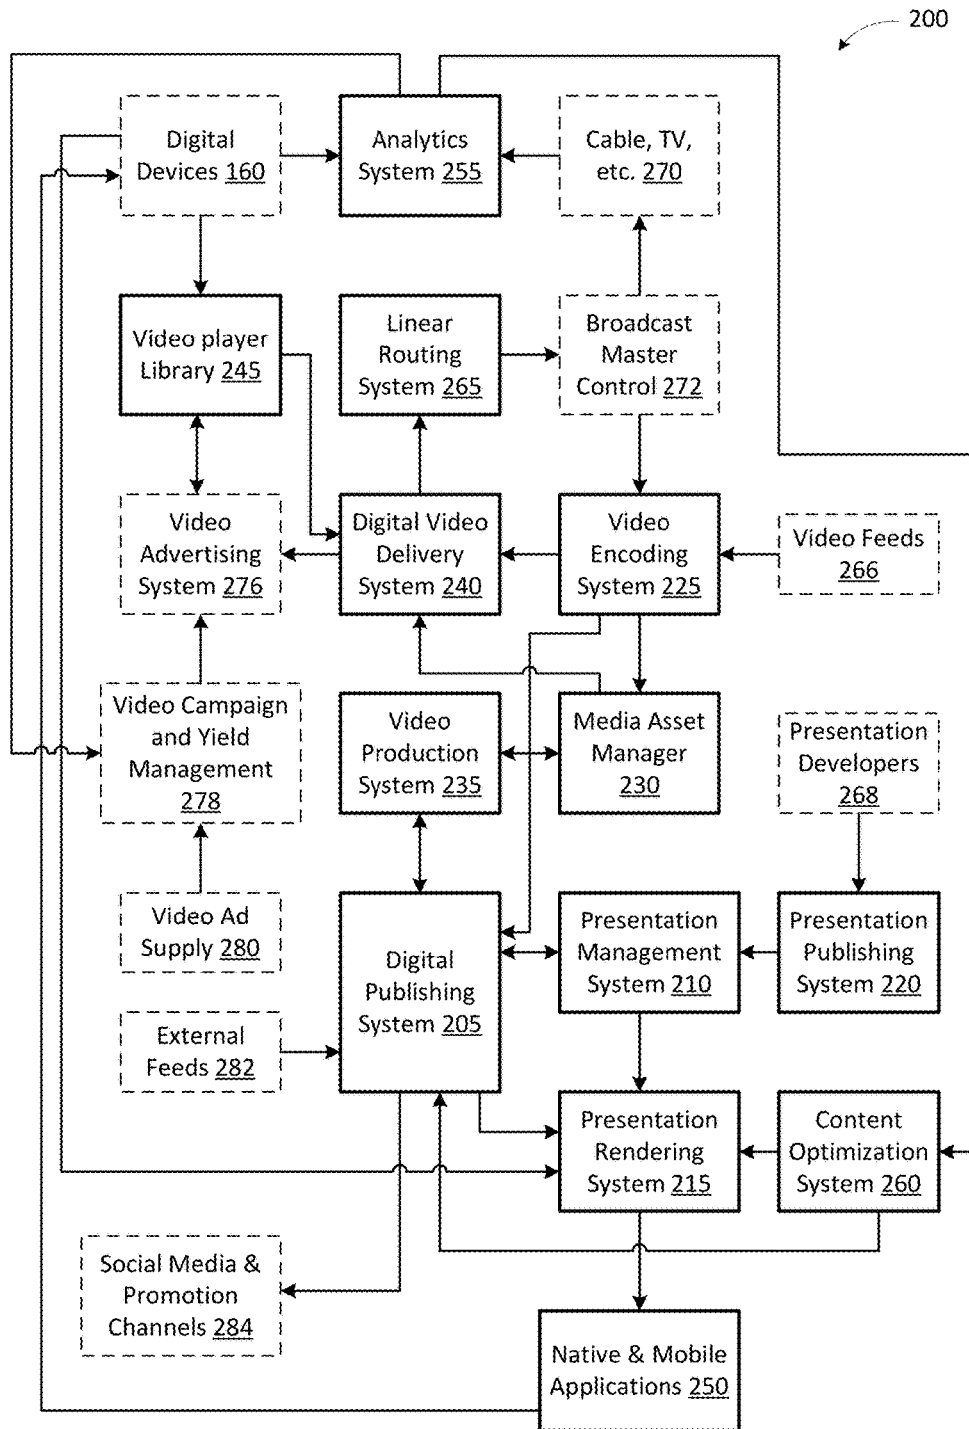 200
Digital
Devices 160
Analytics
System 255
Cable, TV,
etc. 270
Video player
Library 245
Linear
Routing
System 265
Broadcast
Master
Control 272
Video
Advertising
System 276
Digital Video
Delivery
System 240
Video
Encoding
System 225
Video Feeds
266
Video Campaign
and Yield
Management
278
Video
Production
System 235
Media Asset
Manager
230
Presentation
Developers
268
Video Ad
Supply 280
Digital
Publishing
System 205
Presentation
Management
System 210
Presentation
Publishing
System 220
External
Feeds 282
Presentation
Rendering
System 215
Content
Optimization
System 260
Social Media &
Promotion
Channels 284
Native & Mobile
Applications 250